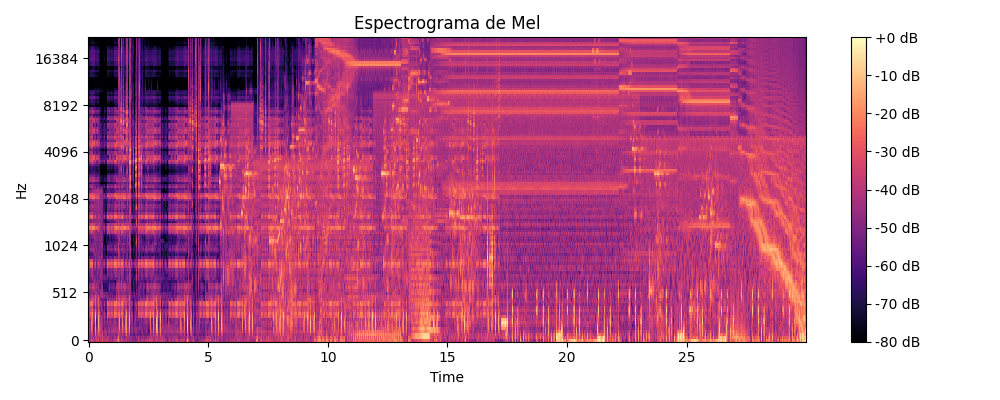 Espectrograma de Mel
Hz
16384
8192
4096
2048
1024
512
0
0 5 10 15 20 25
Time
+0 dB
-10 dB
-20 dB
-30 dB
-40 dB
-50 dB
-60 dB
-70 dB
-80 dB